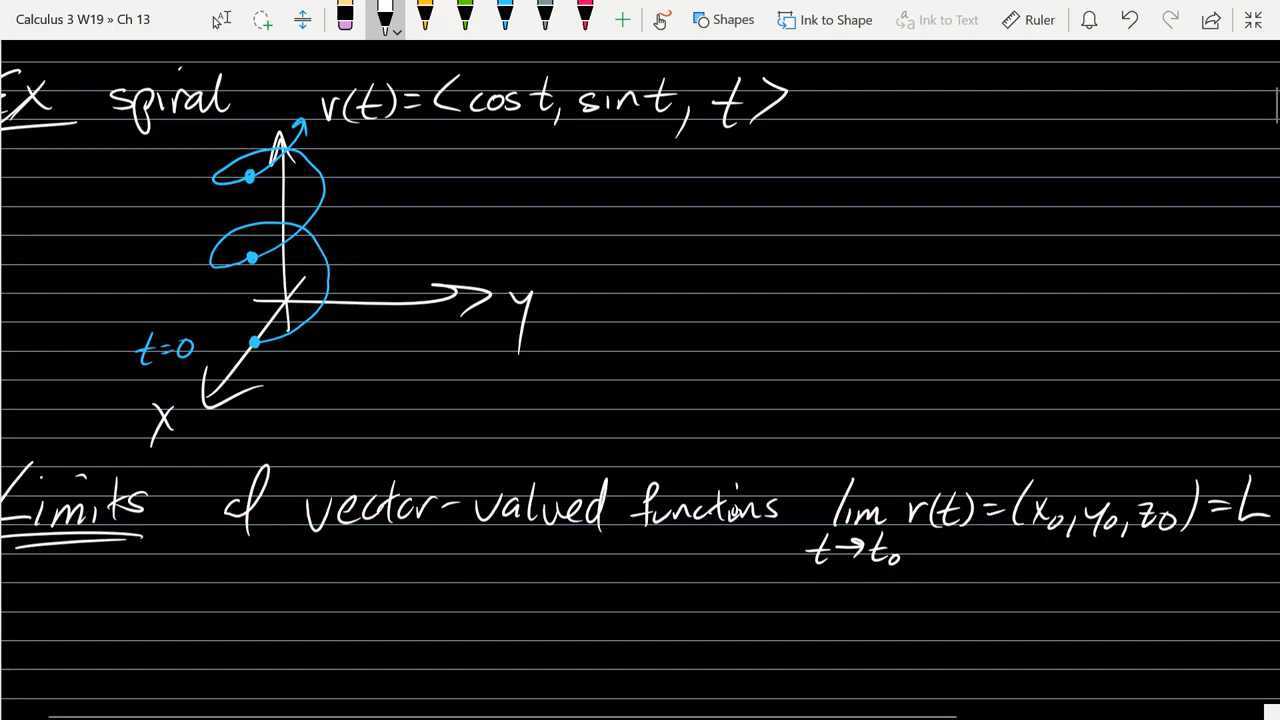 Calculus 3 W19 » Ch 13 Shapes Ink to Shape Ink to Text Ruler
EX spiral r(t)=⟨cost, sint, t⟩
y
t=0
x
Limits of vector-valued functions lim r(t)=(x₀,y₀,z₀)=L
t→t₀